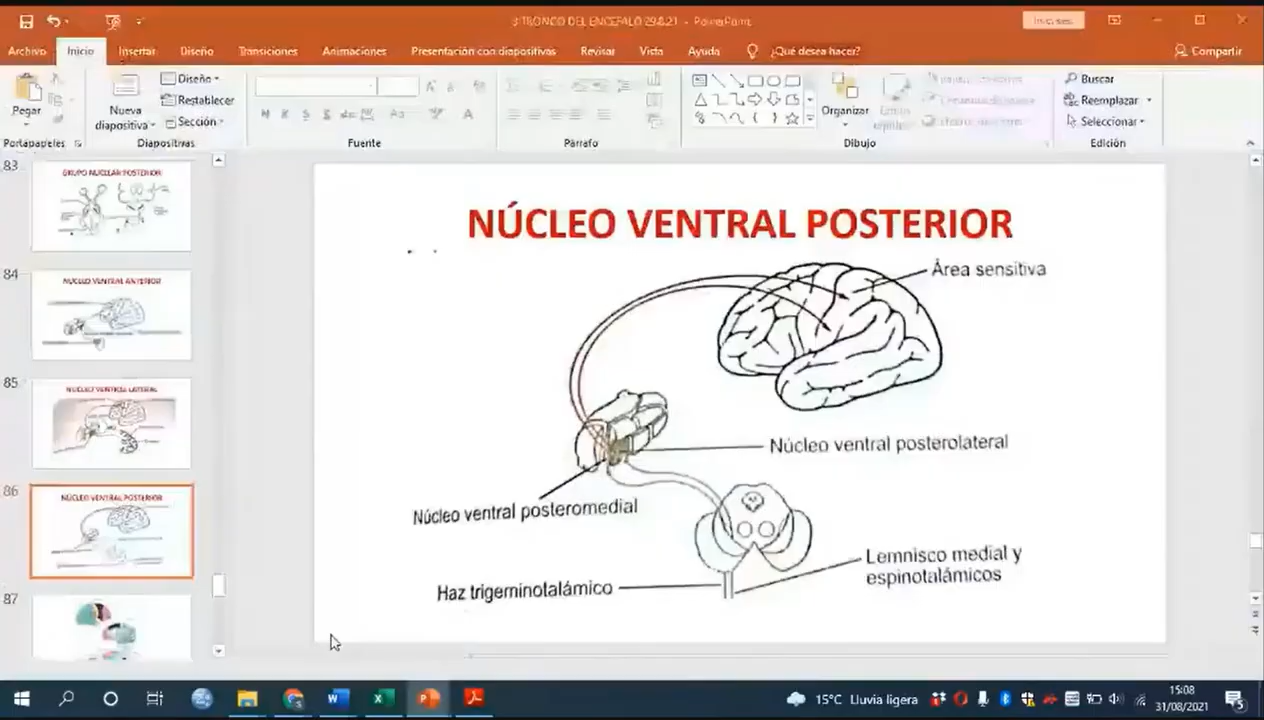 3 TRONCO DEL ENCEFALO 29.8.21 - PowerPoint
Archivo
Inicio
Insertar
Diseño
Transiciones
Animaciones
Presentación con diapositivas
Revisar
Vista
Ayuda
¿Qué desea hacer?
Compartir
Pegar
Portapapeles
Nueva
diapositiva
Diseño
Restablecer
Sección
Diapositivas
Fuente
Párrafo
Organizar
Dibujo
Buscar
Reemplazar
Seleccionar
Edición
83
GRUPO NUCLEAR POSTERIOR
84
NUCLEO VENTRAL ANTERIOR
85
NUCLEO VENTRAL LATERAL
86
NÚCLEO VENTRAL POSTERIOR
87
NÚCLEO VENTRAL POSTERIOR
Área sensitiva
Núcleo ventral posterolateral
Núcleo ventral posteromedial
Lemnisco medial y
espinotalámicos
Haz trigeminotalámico
15°C Lluvia ligera
15:08
31/08/2021
5